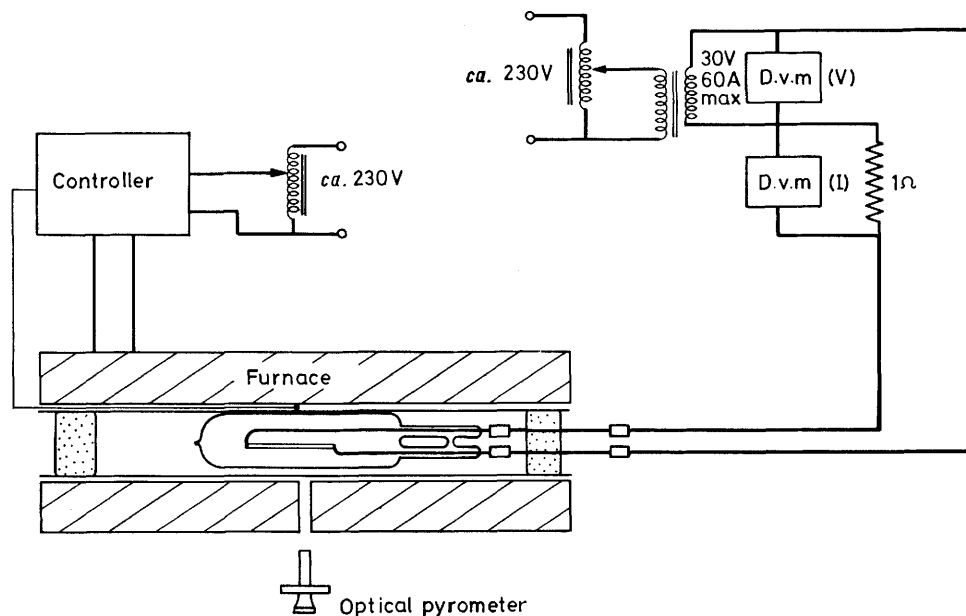 ca. 230V
30V
60A
max
D.v.m (V)
D.v.m (I)
1Ω
Controller
ca. 230V
Furnace
Optical pyrometer